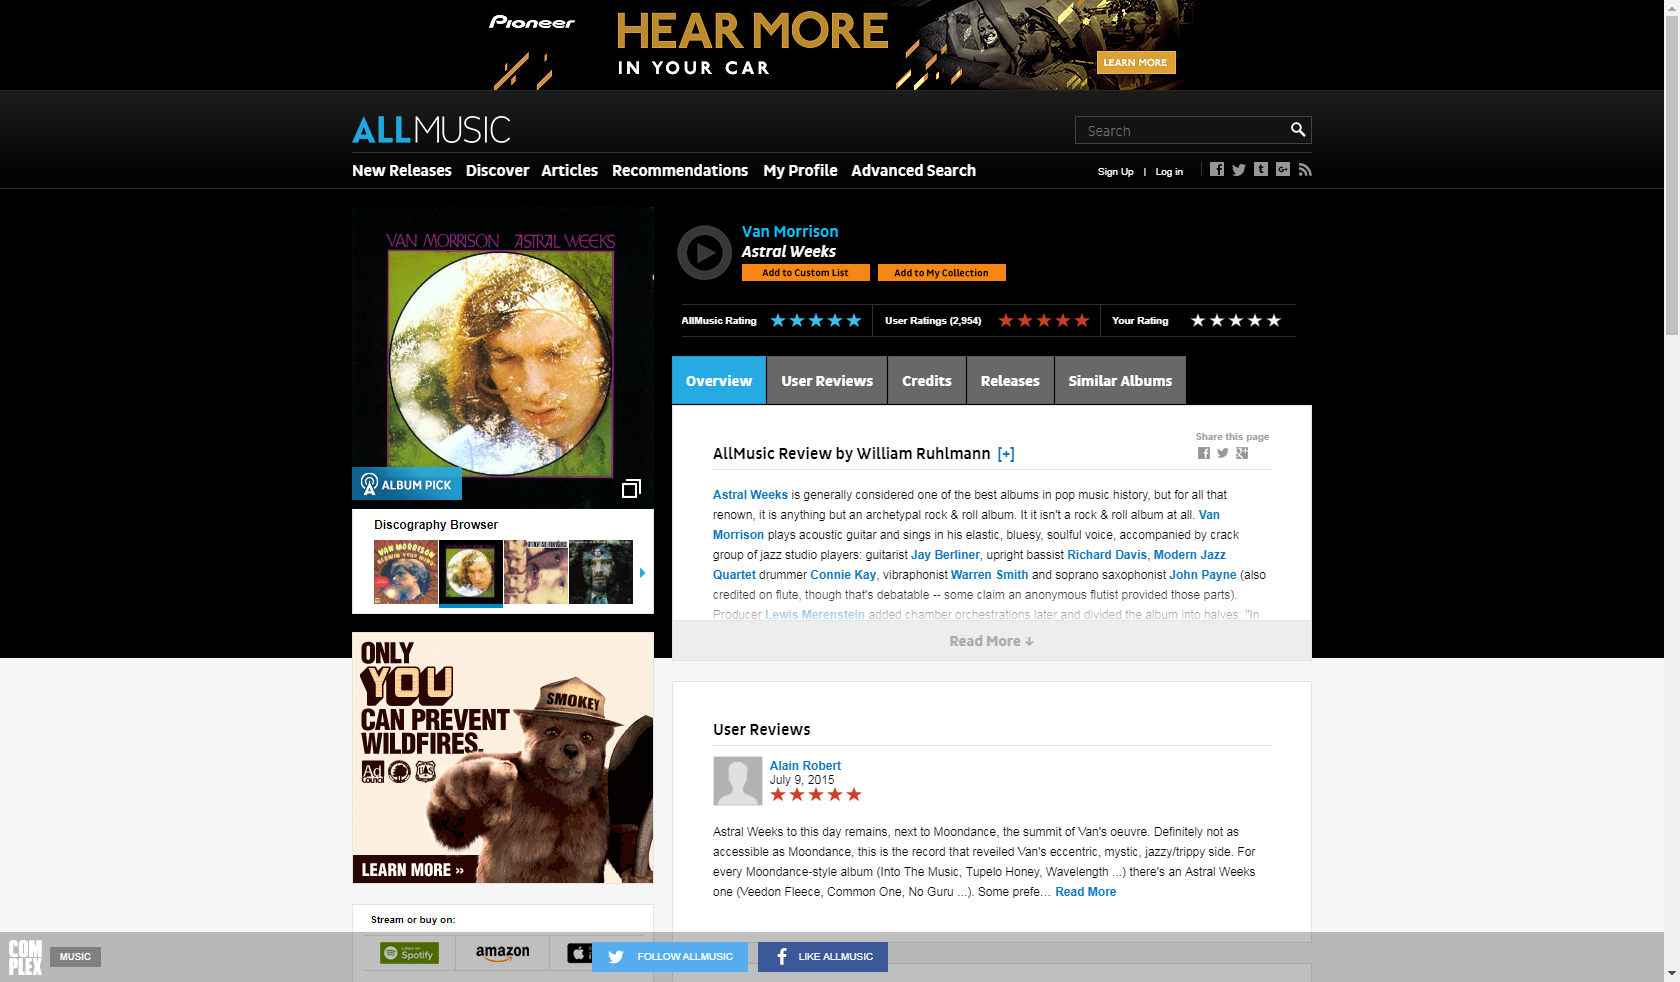 Pioneer
HEAR MORE
IN YOUR CAR
LEARN MORE
ALLMUSIC
Search
New Releases Discover Articles Recommendations My Profile Advanced Search
Sign Up | Log in
VAN MORRISON ASTRAL WEEKS
ALBUM PICK
Van Morrison
Astral Weeks
Add to Custom List Add to My Collection
AllMusic Rating User Ratings (2,954) Your Rating
Overview User Reviews Credits Releases Similar Albums
Discography Browser
VAN MORRISON
Share this page
AllMusic Review by William Ruhlmann [+]
Astral Weeks is generally considered one of the best albums in pop music history, but for all that
renown, it is anything but an archetypal rock & roll album. It it isn't a rock & roll album at all. Van
Morrison plays acoustic guitar and sings in his elastic, bluesy, soulful voice, accompanied by crack
group of jazz studio players: guitarist Jay Berliner, upright bassist Richard Davis, Modern Jazz
Quartet drummer Connie Kay, vibraphonist Warren Smith and soprano saxophonist John Payne (also
credited on flute, though that's debatable -- some claim an anonymous flutist provided those parts).
Producer Lewis Merenstein added chamber orchestrations later and divided the album into halves: "In
Read More ↓
ONLY
YOU
CAN PREVENT
WILDFIRES.
SMOKEY
Ad
Council
LEARN MORE »
User Reviews
Alain Robert
July 9, 2015
Astral Weeks to this day remains, next to Moondance, the summit of Van's oeuvre. Definitely not as
accessible as Moondance, this is the record that reveiled Van's eccentric, mystic, jazzy/trippy side. For
every Moondance-style album (Into The Music, Tupelo Honey, Wavelength ...) there's an Astral Weeks
one (Veedon Fleece, Common One, No Guru ...). Some prefe... Read More
Stream or buy on:
Listen on
Spotify
amazon
COM
PLEX
MUSIC
FOLLOW ALLMUSIC
LIKE ALLMUSIC